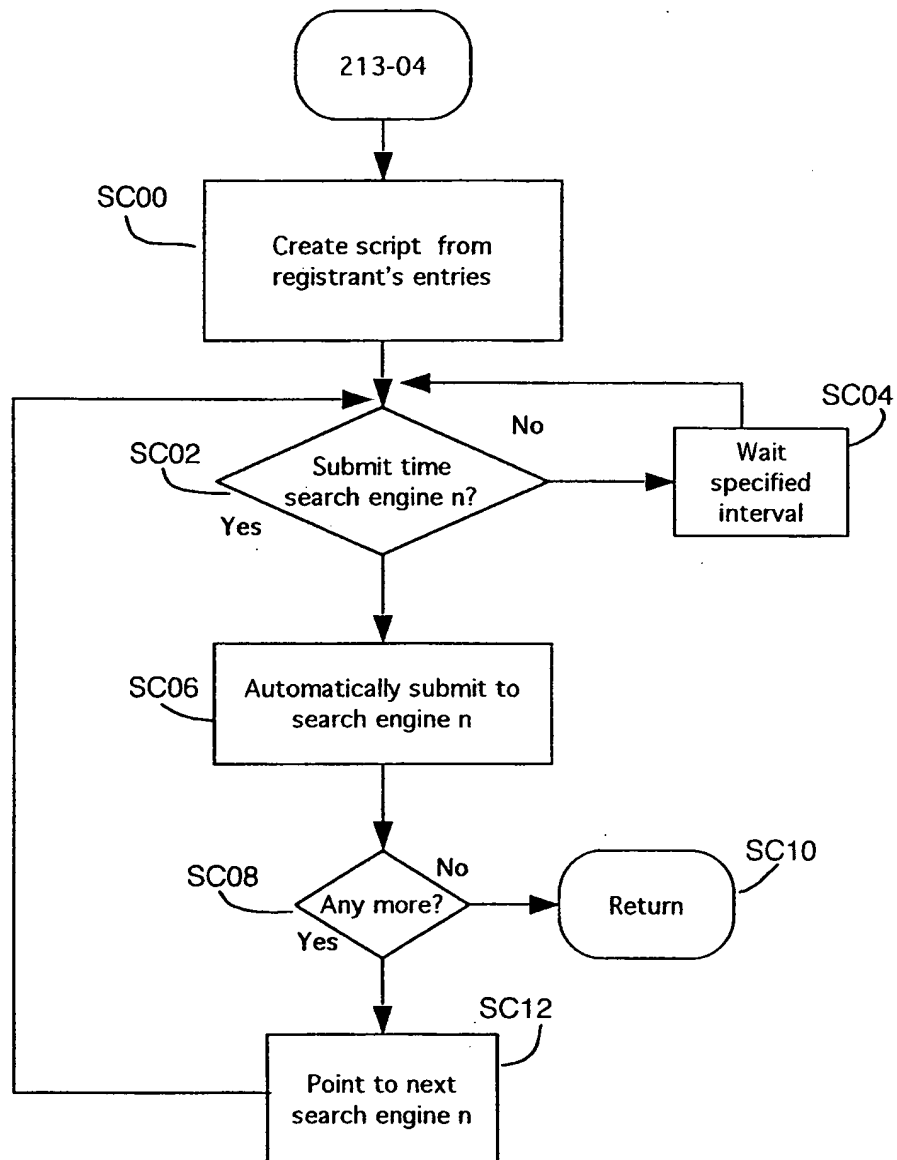 213-04
SC00
Create script from
registrant's entries
No
SC04
SC02
Submit time
search engine n?
Wait
specified
interval
Yes
SC06
Automatically submit to
search engine n
SC08
No
SC10
Any more?
Return
Yes
SC12
Point to next
search engine n